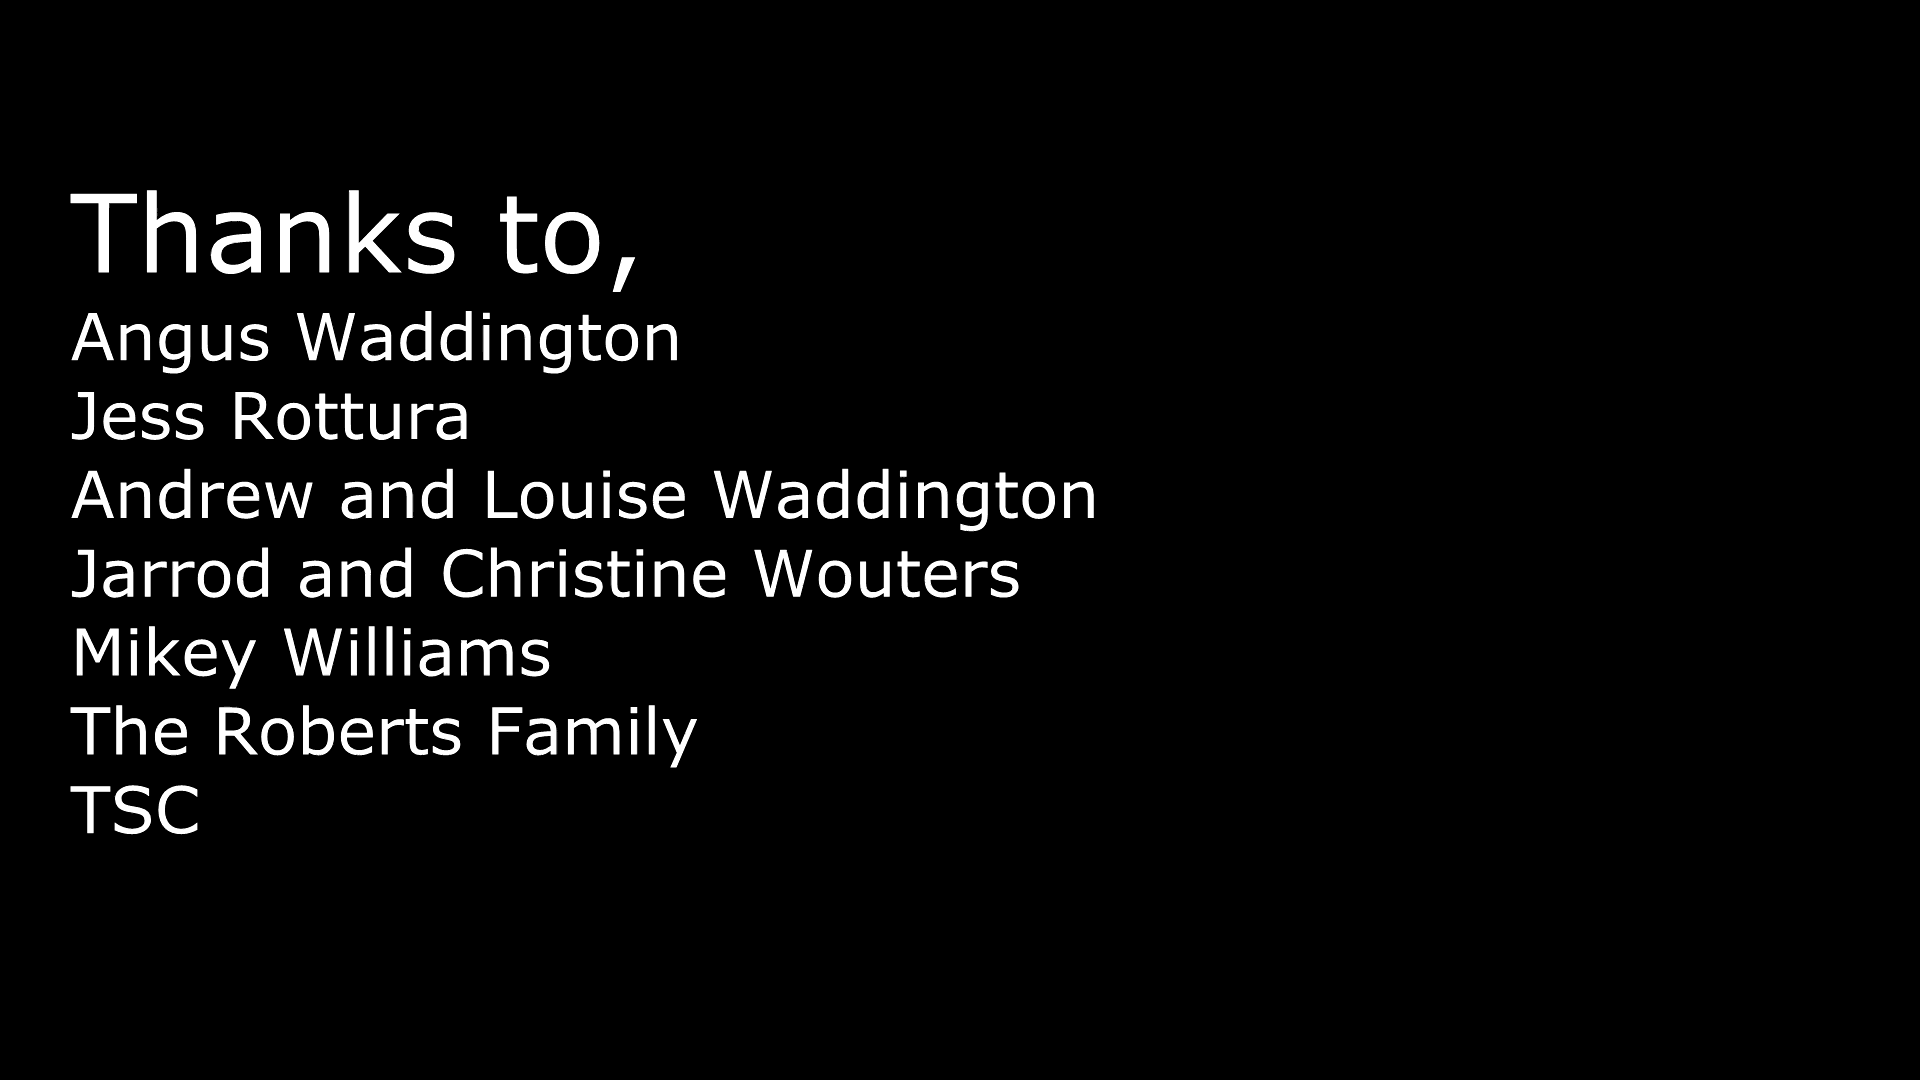 Thanks to,
Angus Waddington
Jess Rottura
Andrew and Louise Waddington
Jarrod and Christine Wouters
Mikey Williams
The Roberts Family
TSC